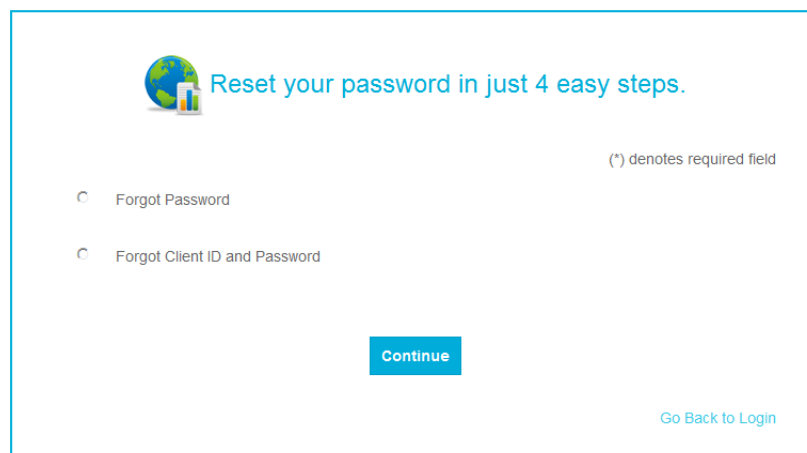 Reset your password in just 4 easy steps.
(*) denotes required field
Forgot Password
Forgot Client ID and Password
Continue
Go Back to Login